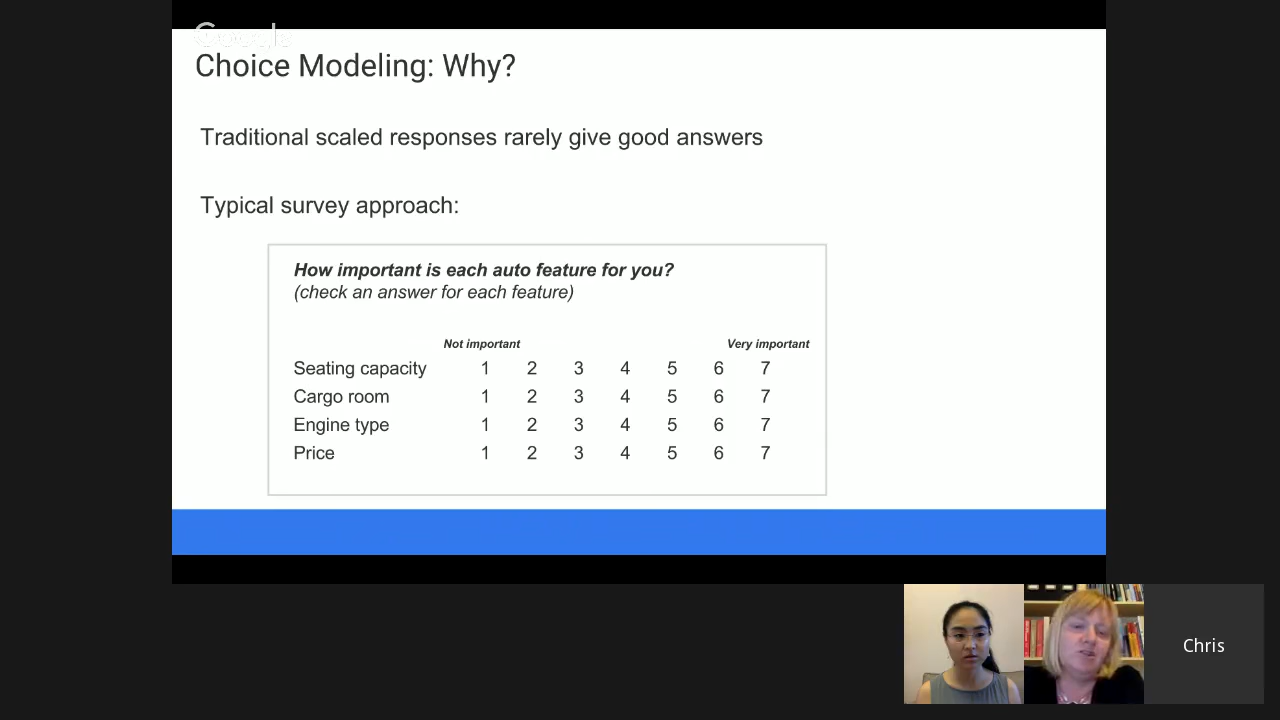 Google
Choice Modeling: Why?
Traditional scaled responses rarely give good answers
Typical survey approach:
How important is each auto feature for you?
(check an answer for each feature)
Not important Very important
Seating capacity 1 2 3 4 5 6 7
Cargo room 1 2 3 4 5 6 7
Engine type 1 2 3 4 5 6 7
Price 1 2 3 4 5 6 7
Chris